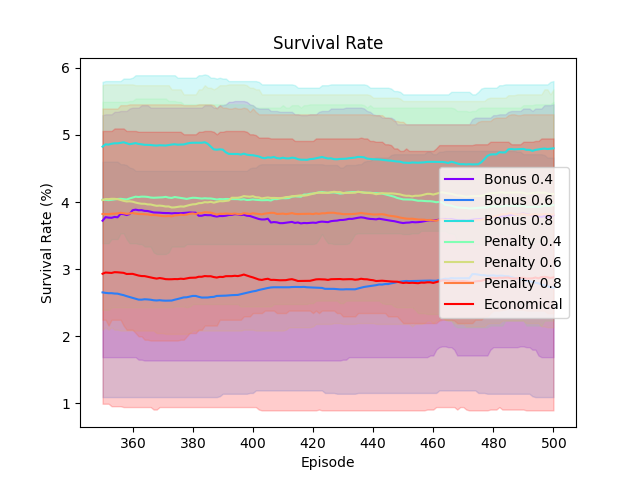 Survival Rate
Survival Rate (%)
6
5
4
3
2
1
Bonus 0.4
Bonus 0.6
Bonus 0.8
Penalty 0.4
Penalty 0.6
Penalty 0.8
Economical
360 380 400 420 440 460 480 500
Episode